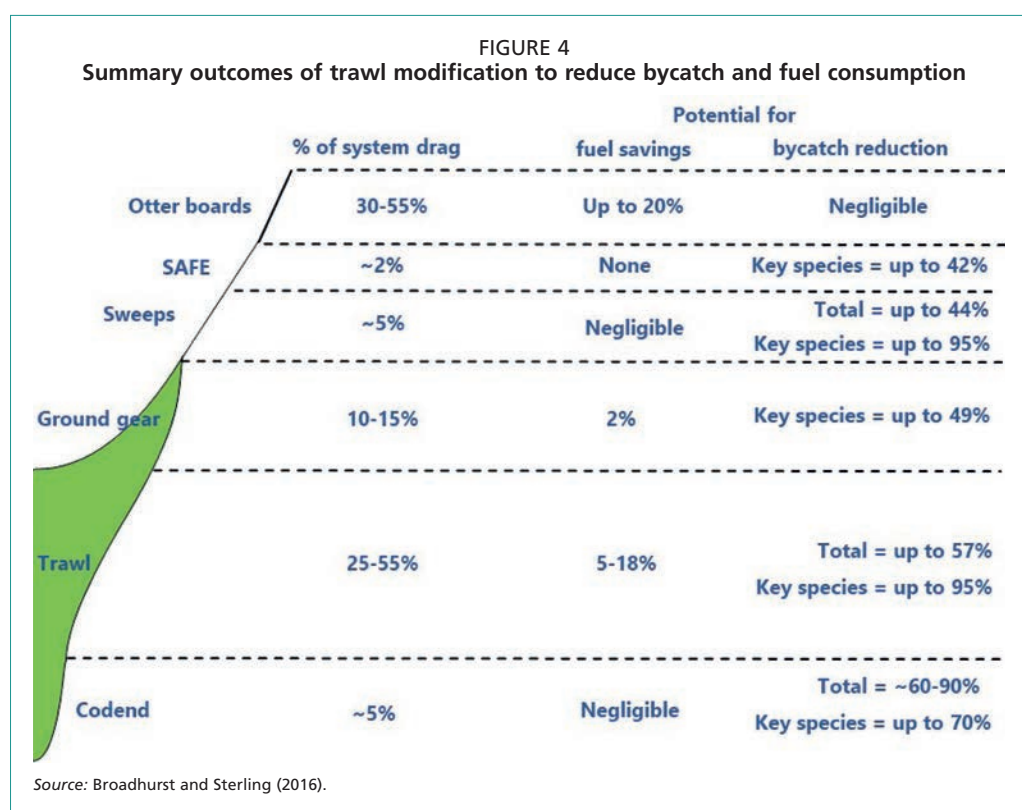 FIGURE 4
Summary outcomes of trawl modification to reduce bycatch and fuel consumption
Potential for
% of system drag fuel savings bycatch reduction
Otter boards 30-55% Up to 20% Negligible
SAFE ~2% None Key species = up to 42%
Sweeps ~5% Negligible Total = up to 44%
Key species = up to 95%
Ground gear 10-15% 2% Key species = up to 49%
Trawl 25-55% 5-18% Total = up to 57%
Key species = up to 95%
Codend ~5% Negligible Total = ~60-90%
Key species = up to 70%
Source: Broadhurst and Sterling (2016).